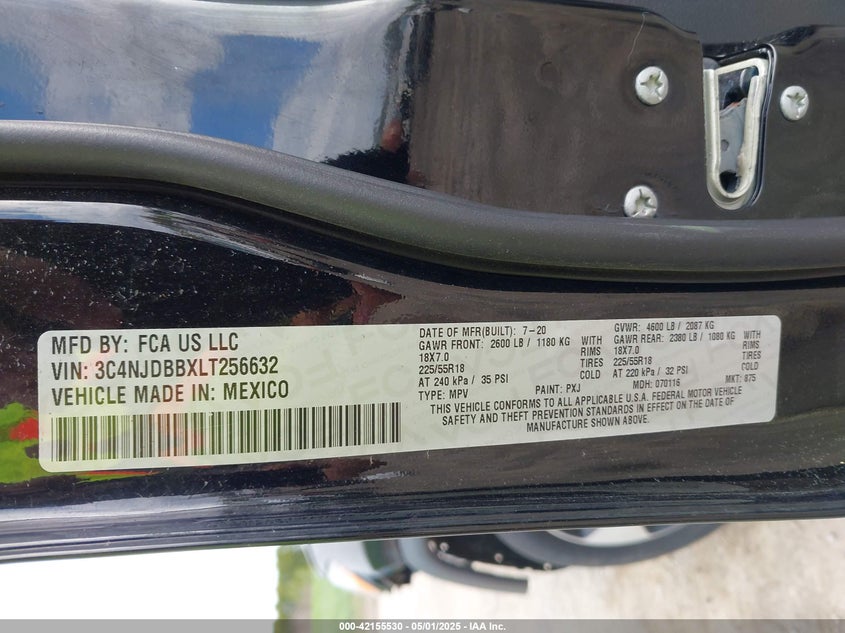 MFD BY: FCA US LLC
VIN: 3C4NJDBBXLT256632
VEHICLE MADE IN: MEXICO
DATE OF MFR(BUILT): 7-20
GAWR FRONT: 2600 LB / 1180 KG WITH
18X7.0 TIRES
225/55R18 RIMS
AT 240 kPa / 35 PSI COLD
TYPE: MPV
PAINT: PXJ
GVWR: 4600 LB / 2087 KG
GAWR REAR: 2380 LB / 1080 KG WITH
18X7.0
225/55R18 TIRES
AT 220 kPa / 32 PSI COLD
MDH: 070116
MKT: 875
THIS VEHICLE CONFORMS TO ALL APPLICABLE U.S.A. FEDERAL MOTOR VEHICLE
SAFETY AND THEFT PREVENTION STANDARDS IN EFFECT ON THE DATE OF
MANUFACTURE SHOWN ABOVE.
000-42155530 - 05/01/2025 - IAA Inc.